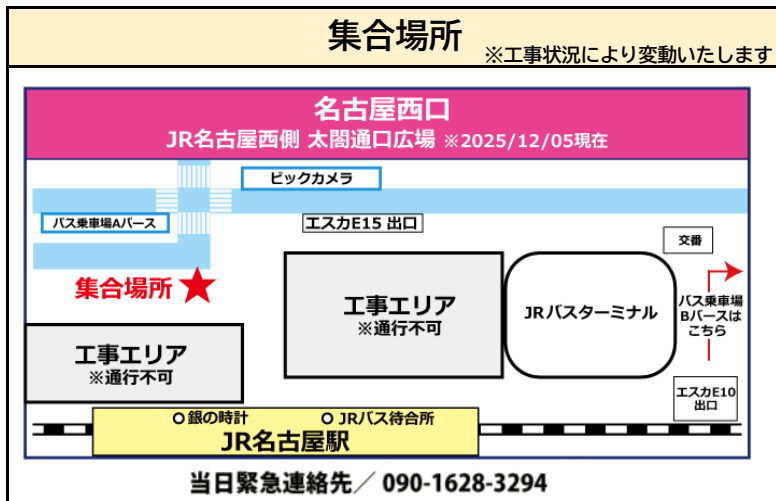 集合場所
※工事状況により変動いたします
名古屋西口
JR名古屋西側 太閤通口広場 ※2025/12/05現在
ビックカメラ
バス乗車場Aバース
エスカE15 出口
交番
集合場所
工事エリア
※通行不可
JRバスターミナル
バス乗車場
Bバースは
こちら
工事エリア
※通行不可
エスカE10
出口
銀の時計
JRバス待合所
JR名古屋駅
当日緊急連絡先／ 090-1628-3294